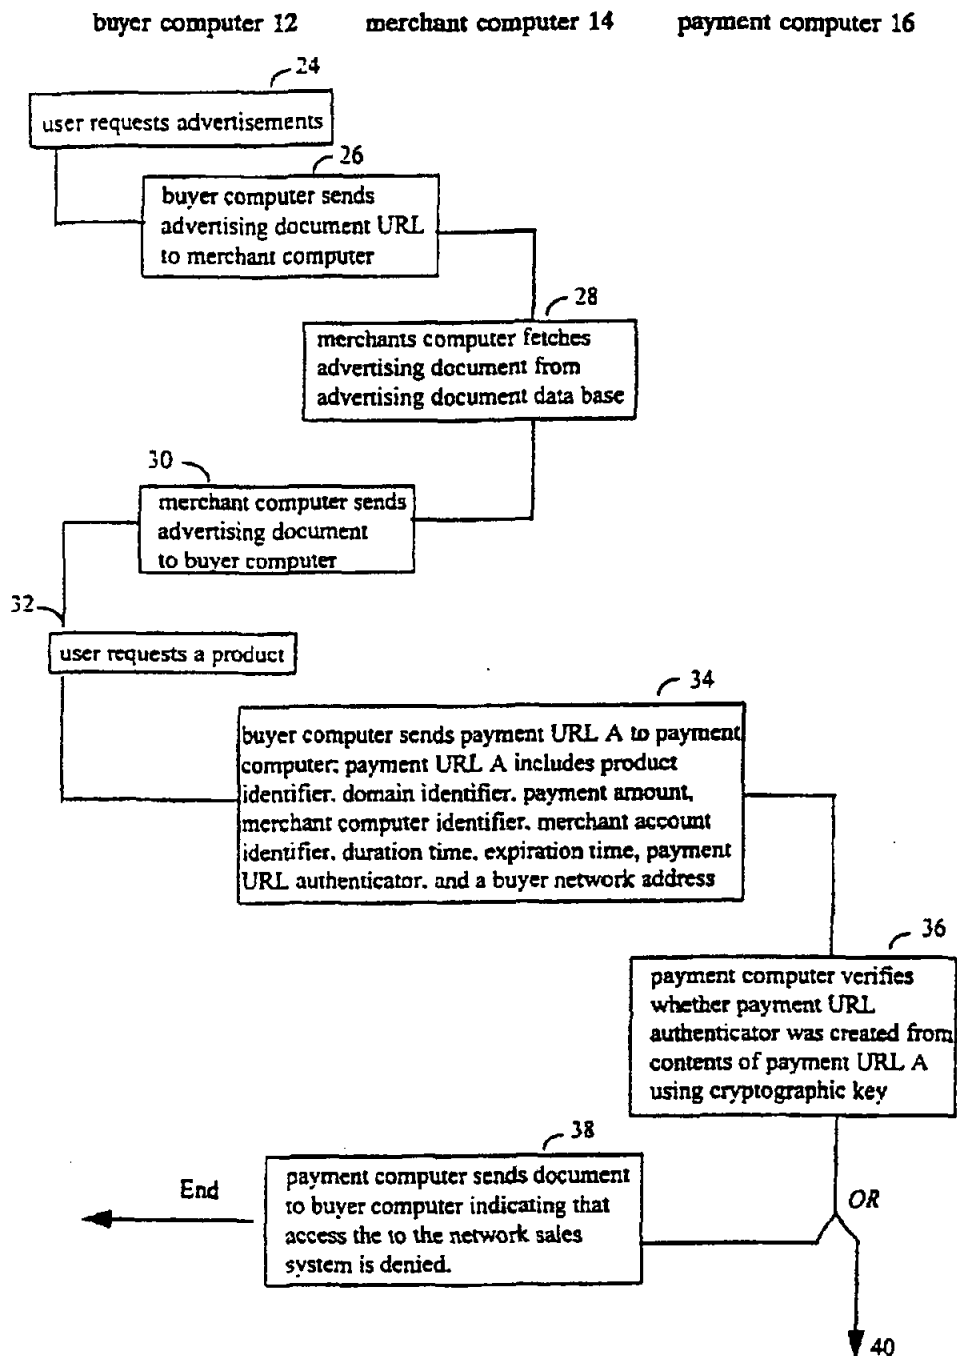 buyer computer 12 merchant computer 14 payment computer 16
24
user requests advertisements
26
buyer computer sends
advertising document URL
to merchant computer
28
merchants computer fetches
advertising document from
advertising document data base
30
merchant computer sends
advertising document
to buyer computer
32
user requests a product
34
buyer computer sends payment URL A to payment
computer; payment URL A includes product
identifier, domain identifier, payment amount,
merchant computer identifier, merchant account
identifier, duration time, expiration time, payment
URL authenticator, and a buyer network address
36
payment computer verifies
whether payment URL
authenticator was created from
contents of payment URL A
using cryptographic key
38
payment computer sends document
to buyer computer indicating that
access the to the network sales
system is denied.
End
OR
40